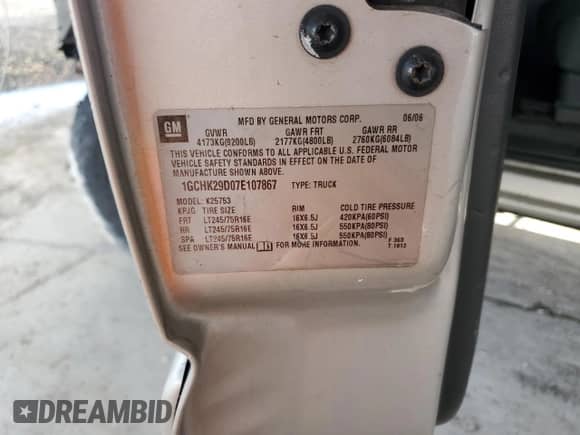 GM
MFD BY GENERAL MOTORS CORP. 06/06
GVWR GAWR FRT GAWR RR
4173KG(9200LB) 2177KG(4800LB) 2760KG(6084LB)
THIS VEHICLE CONFORMS TO ALL APPLICABLE U.S. FEDERAL MOTOR
VEHICLE SAFETY STANDARDS IN EFFECT ON THE DATE OF
MANUFACTURE SHOWN ABOVE.
1GCHK29D07E107867 TYPE: TRUCK
MODEL: K25753
KPJG TIRE SIZE RIM COLD TIRE PRESSURE
FRT LT245/75R16E 16X6.5J 420KPA(60PSI)
RR LT245/75R16E 16X6.5J 550KPA(80PSI)
SPA LT245/75R16E 16X6.5J 550KPA(80PSI)
SEE OWNER'S MANUAL FOR MORE INFORMATION.
F 363
T 1613
DREAMBID